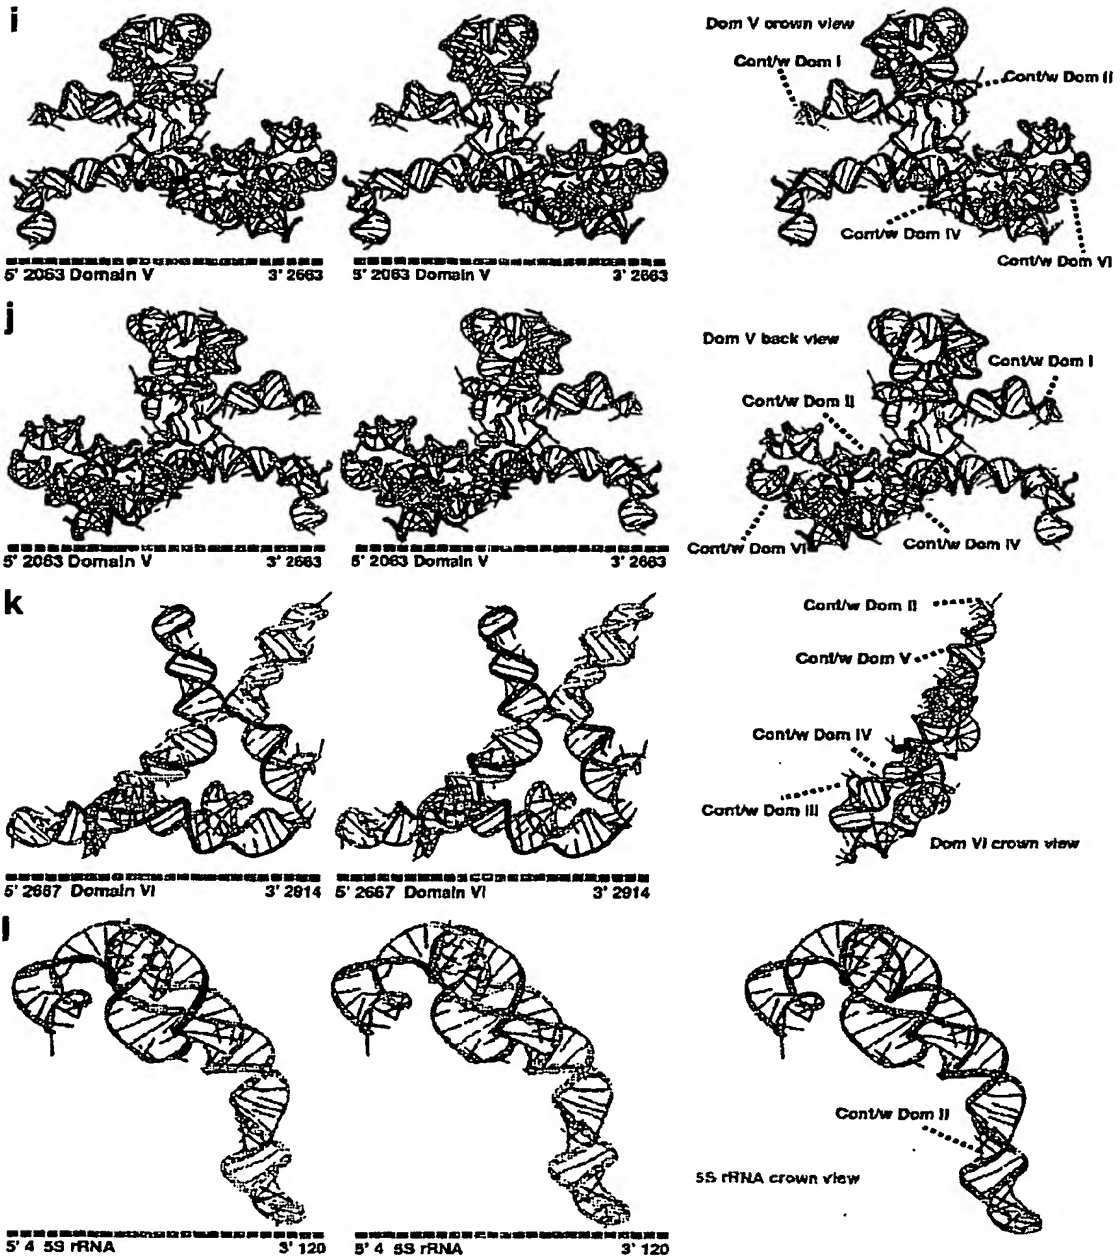 i
Dom V crown view
Cont/w Dom I
Cont/w Dom II
Cont/w Dom IV
Cont/w Dom VI
5' 2063 Domain V 3' 2663
5' 2063 Domain V 3' 2663
j
Dom V back view
Cont/w Dom I
Cont/w Dom II
Cont/w Dom VI
Cont/w Dom IV
5' 2063 Domain V 3' 2663
5' 2063 Domain V 3' 2663
k
Cont/w Dom II
Cont/w Dom V
Cont/w Dom IV
Cont/w Dom III
Dom VI crown view
5' 2667 Domain VI 3' 2914
5' 2667 Domain VI 3' 2914
l
Cont/w Dom II
5S rRNA crown view
5' 4 5S rRNA 3' 120
5' 4 5S rRNA 3' 120